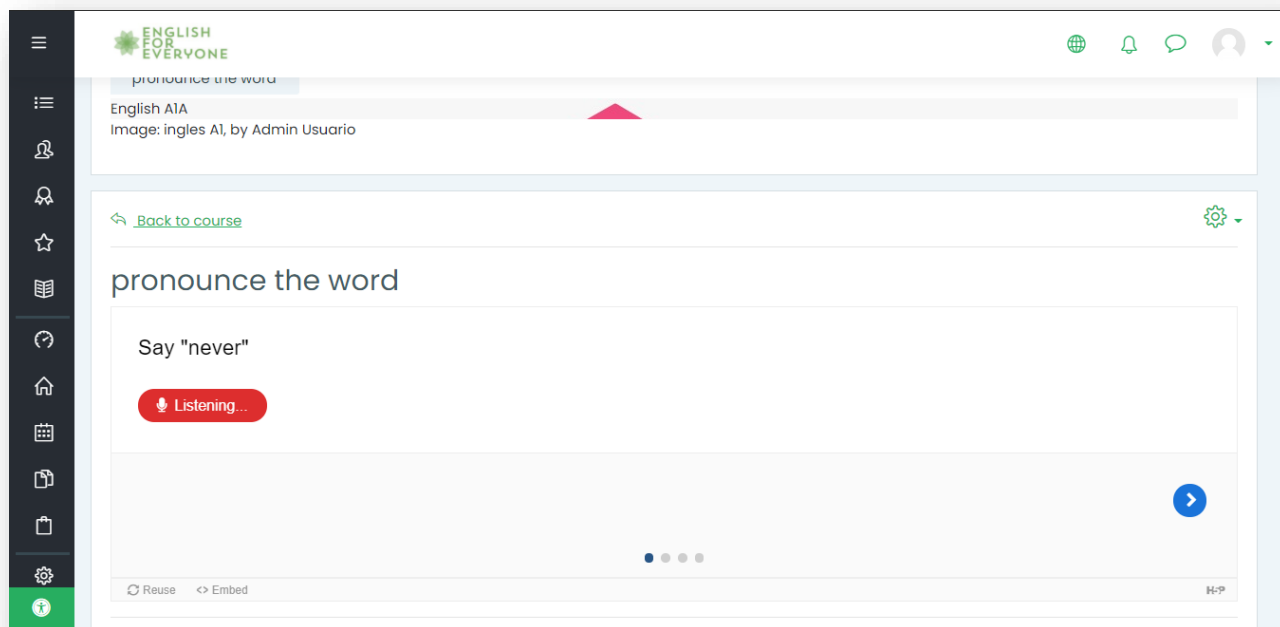 ENGLISH
FOR
EVERYONE
pronounce the word
English A1A
Image: ingles A1, by Admin Usuario
Back to course
pronounce the word
Say "never"
Listening...
Reuse <> Embed
H5P